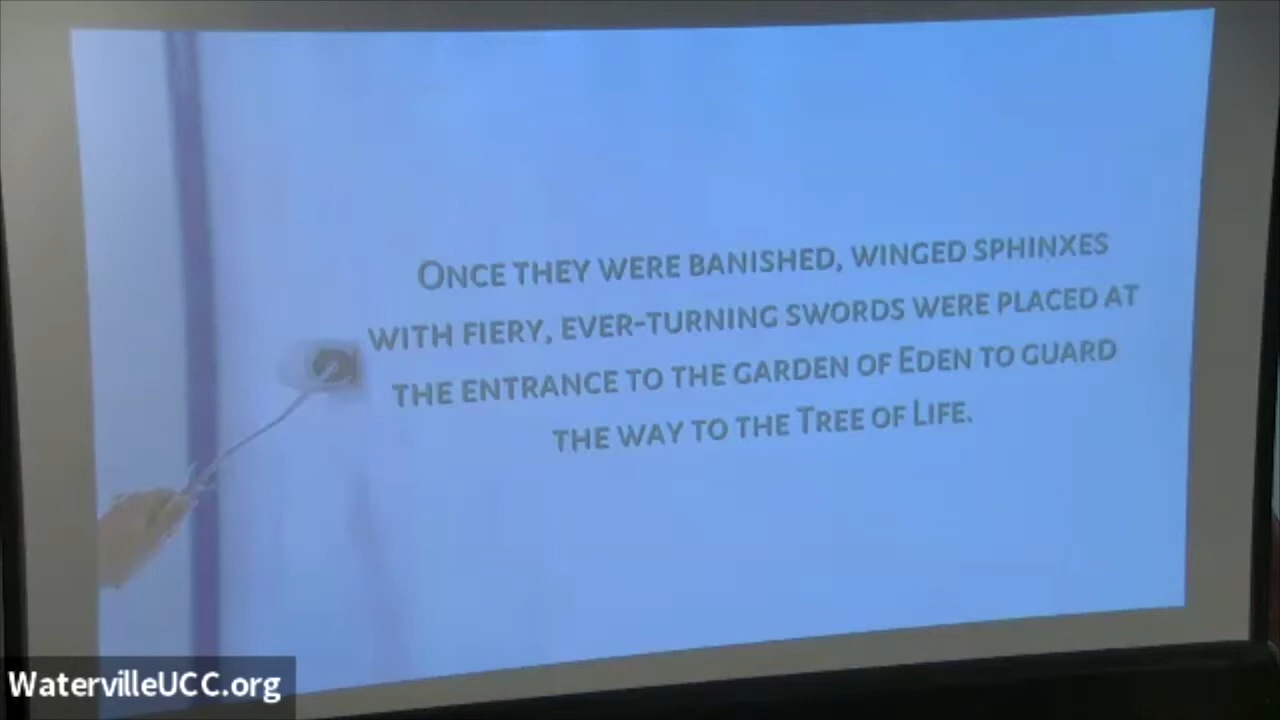 Once they were banished, winged sphinxes
with fiery, ever-turning swords were placed at
the entrance to the garden of Eden to guard
the way to the Tree of Life.
WatervilleUCC.org